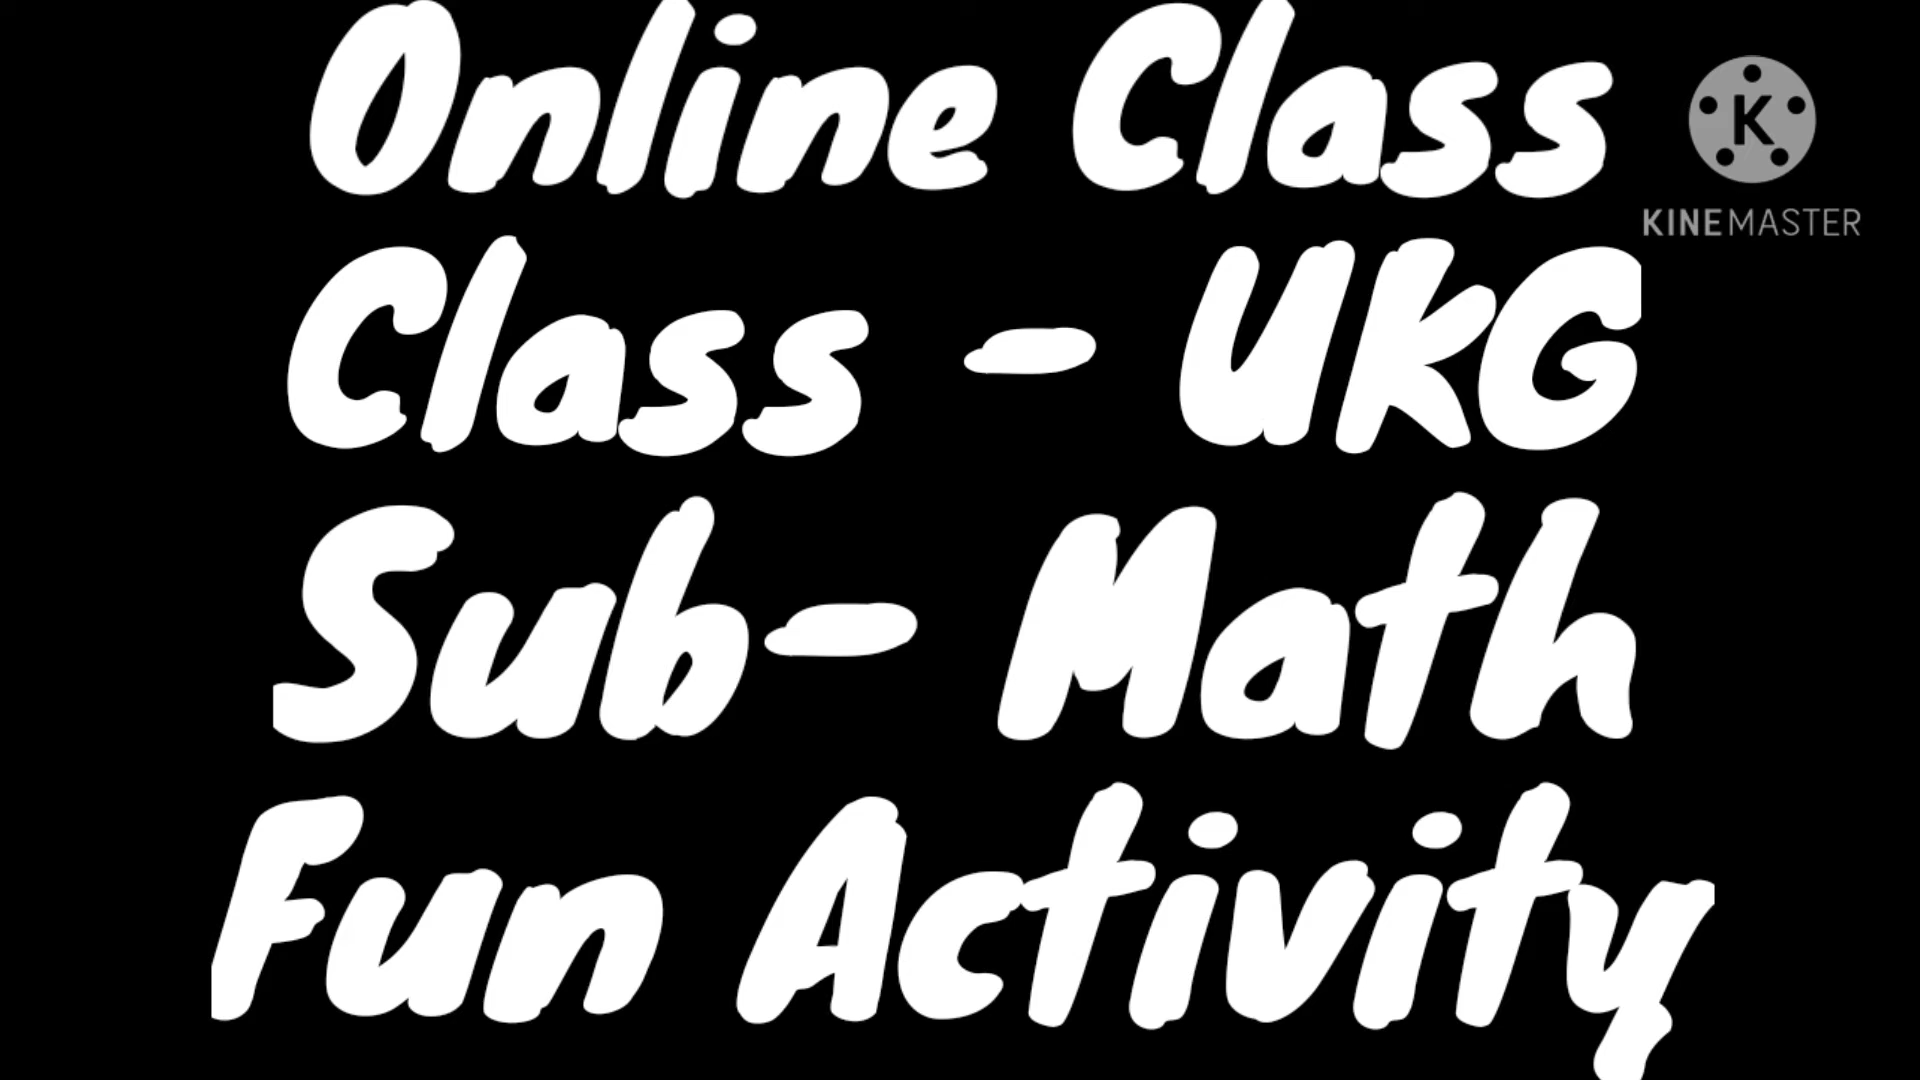 Online Class
K
KINEMASTER
Class - UKG
Sub- Math
Fun Activity